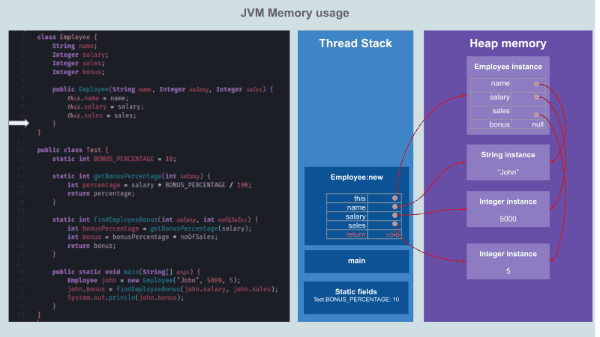 JVM Memory usage
class Employee {
String name;
Integer salary;
Integer sales;
Integer bonus;
public Employee(String name, Integer salary, Integer sales) {
this.name = name;
this.salary = salary;
this.sales = sales;
}
}
public class Test {
static int BONUS_PERCENTAGE = 10;
static int getBonusPercentage(int salary) {
int percentage = salary * BONUS_PERCENTAGE / 100;
return percentage;
}
static int findEmployeeBonus(int salary, int noOfSales) {
int bonusPercentage = getBonusPercentage(salary);
int bonus = bonusPercentage * noOfSales;
return bonus;
}
public static void main(String[] args) {
Employee john = new Employee("John", 5000, 5);
john.bonus = findEmployeeBonus(john.salary, john.sales);
System.out.println(john.bonus);
}
}
Thread Stack
Employee:new
this
name
salary
sales
return void
main
Static fields
Test.BONUS_PERCENTAGE: 10
Heap memory
Employee instance
name
salary
sales
bonus null
String instance
"John"
Integer instance
5000
Integer instance
5